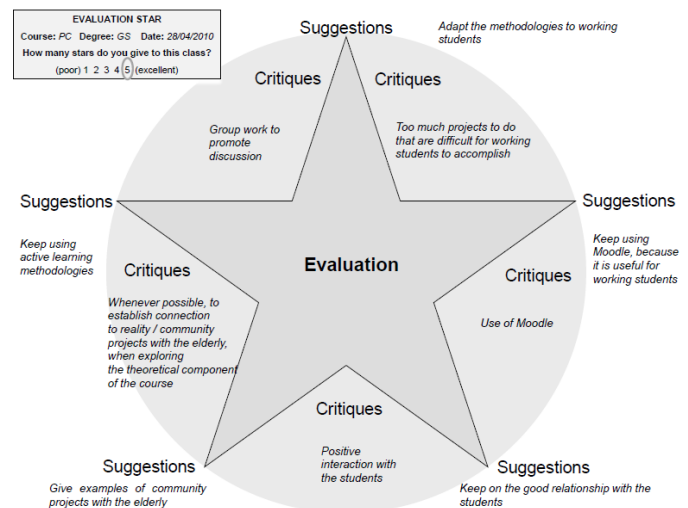 EVALUATION STAR
Course: PC Degree: GS Date: 28/04/2010
How many stars do you give to this class?
(poor) 1 2 3 4 5 (excellent)
Suggestions
Adapt the methodologies to working
students
Critiques
Group work to
promote
discussion
Critiques
Too much projects to do
that are difficult for working
students to accomplish
Suggestions
Keep using
active learning
methodologies
Suggestions
Keep using
Moodle, because
it is useful for
working students
Evaluation
Critiques
Whenever possible, to
establish connection
to reality / community
projects with the elderly,
when exploring
the theoretical component
of the course
Critiques
Use of Moodle
Critiques
Positive
interaction with
the students
Suggestions
Give examples of community
projects with the elderly
Suggestions
Keep on the good relationship with the
students